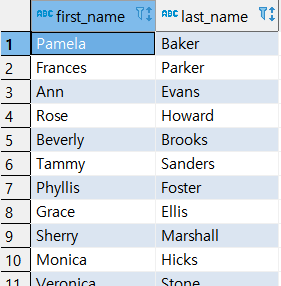 ABC first_name ABC last_name
1 Pamela Baker
2 Frances Parker
3 Ann Evans
4 Rose Howard
5 Beverly Brooks
6 Tammy Sanders
7 Phyllis Foster
8 Grace Ellis
9 Sherry Marshall
10 Monica Hicks
11 Veronica Stone